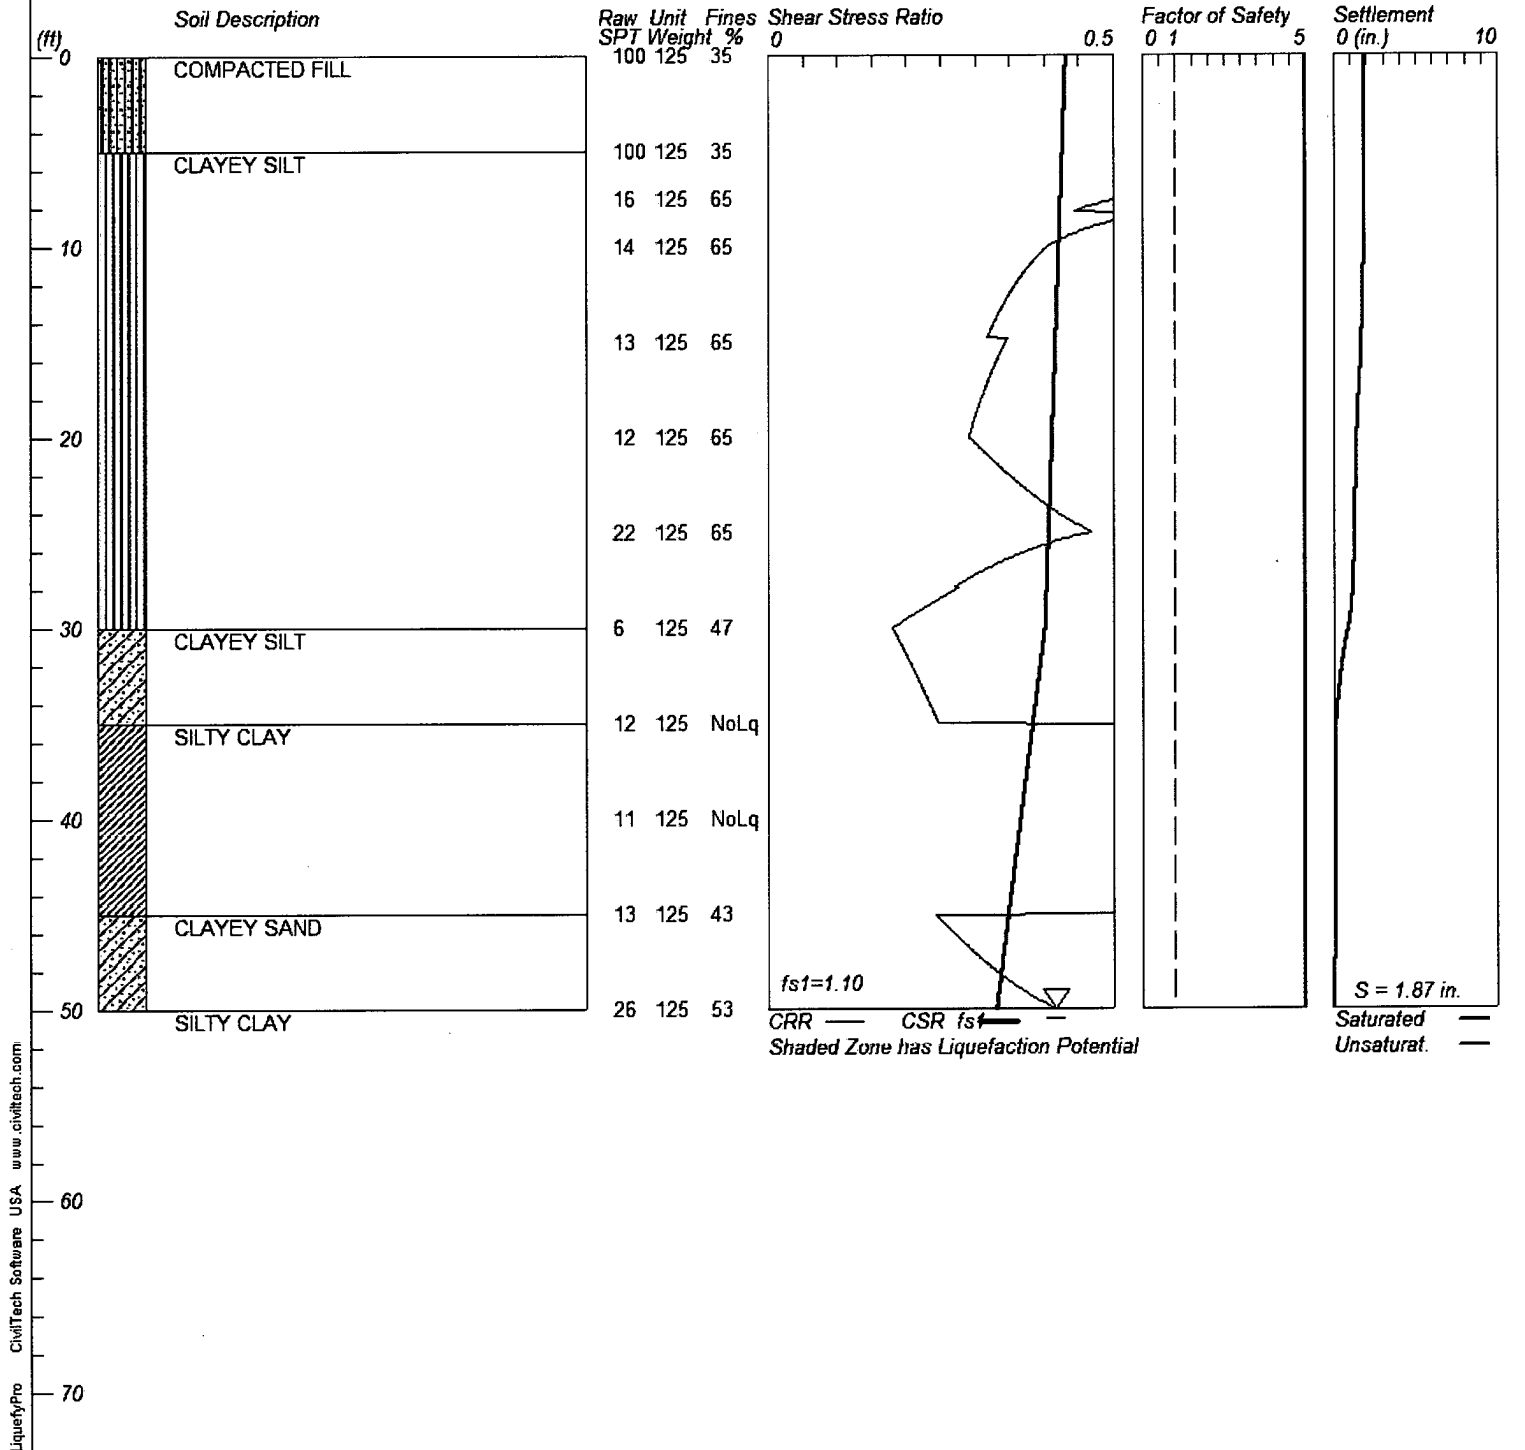 Soil Description Raw Unit Fines Shear Stress Ratio Factor of Safety Settlement
(ft) SPT Weight % 0 0.5 0 1 5 0 (in.) 10
0 COMPACTED FILL 100 125 35
CLAYEY SILT 100 125 35
16 125 65
10 14 125 65
13 125 65
20 12 125 65
22 125 65
30 CLAYEY SILT 6 125 47
SILTY CLAY 12 125 NoLq
40 11 125 NoLq
CLAYEY SAND 13 125 43
fs1=1.10 S = 1.87 in.
50 SILTY CLAY 26 125 53
CRR CSR fs1 Saturated
Shaded Zone has Liquefaction Potential Unsaturat.
60
70
LiquefyPro CivilTech Software USA www.civiltech.com